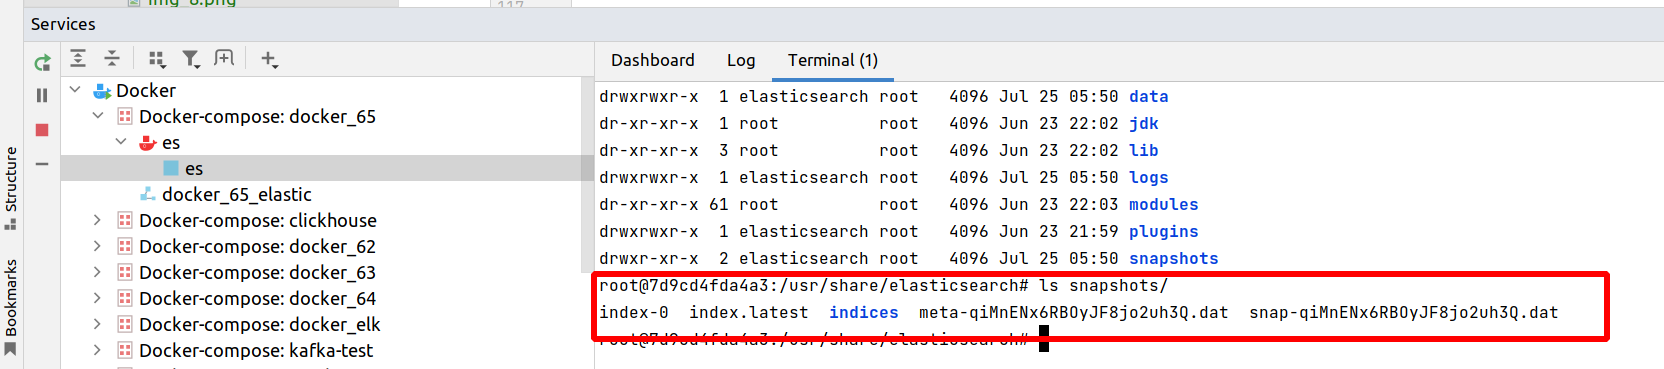 img_8.png
117
Services
Dashboard Log Terminal (1)
Docker
Docker-compose: docker_65
es
es
docker_65_elastic
Docker-compose: clickhouse
Docker-compose: docker_62
Docker-compose: docker_63
Docker-compose: docker_64
Docker-compose: docker_elk
Docker-compose: kafka-test
Structure
Bookmarks
drwxrwxr-x 1 elasticsearch root 4096 Jul 25 05:50 data
dr-xr-xr-x 1 root root 4096 Jun 23 22:02 jdk
dr-xr-xr-x 3 root root 4096 Jun 23 22:02 lib
drwxrwxr-x 1 elasticsearch root 4096 Jul 25 05:50 logs
dr-xr-xr-x 61 root root 4096 Jun 23 22:03 modules
drwxrwxr-x 1 elasticsearch root 4096 Jun 23 21:59 plugins
drwxr-xr-x 2 elasticsearch root 4096 Jul 25 05:50 snapshots
root@7d9cd4fda4a3:/usr/share/elasticsearch# ls snapshots/
index-0 index.latest indices meta-qiMnENx6RBOyJF8jo2uh3Q.dat snap-qiMnENx6RBOyJF8jo2uh3Q.dat
root@7d9cd4fda4a3:/usr/share/elasticsearch#